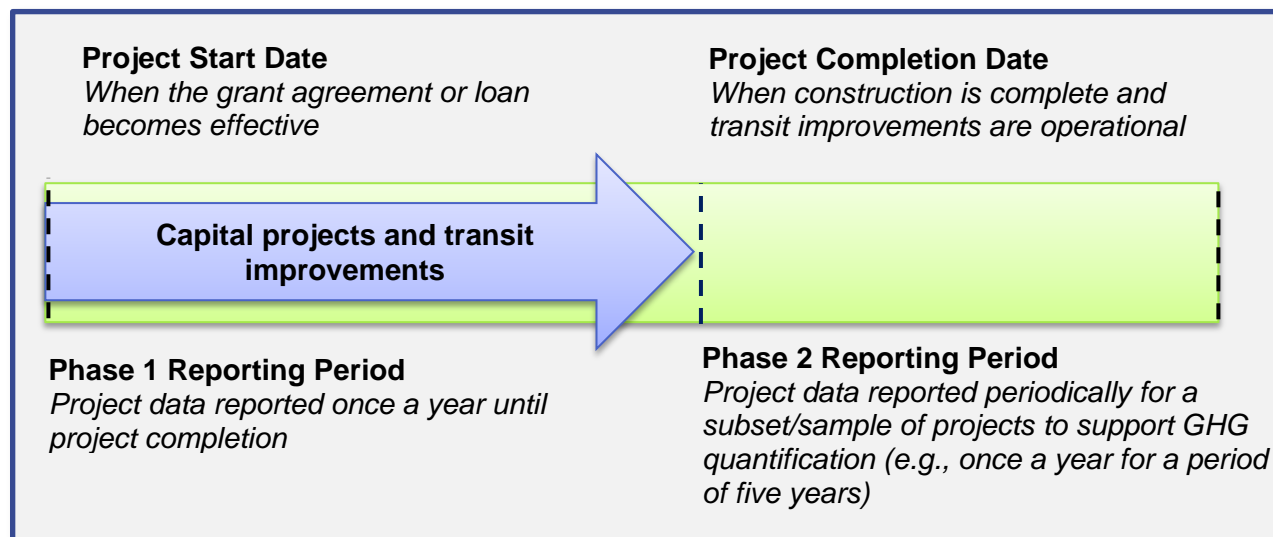 Project Start Date
When the grant agreement or loan
becomes effective
Project Completion Date
When construction is complete and
transit improvements are operational
Capital projects and transit
improvements
Phase 1 Reporting Period
Project data reported once a year until
project completion
Phase 2 Reporting Period
Project data reported periodically for a
subset/sample of projects to support GHG
quantification (e.g., once a year for a period
of five years)